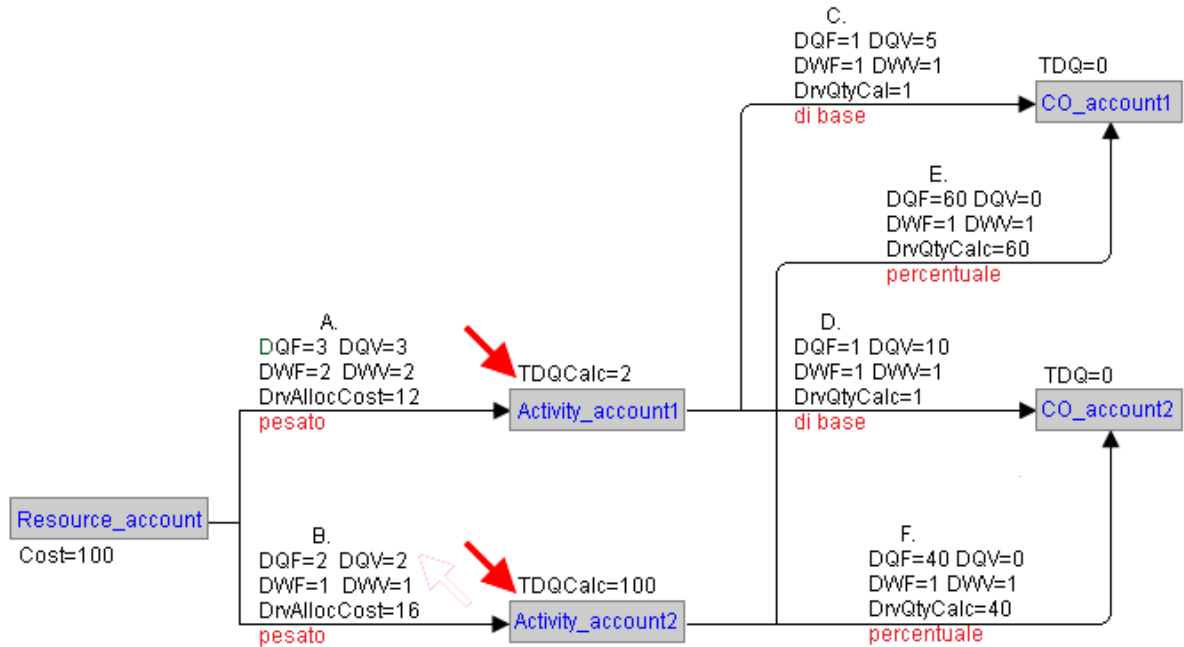 C.
DQF=1 DQV=5
DWF=1 DWV=1
DrvQtyCal=1
di base
TDQ=0
CO_account1
E.
DQF=60 DQV=0
DWF=1 DWV=1
DrvQtyCalc=60
percentuale
A.
DQF=3 DQV=3
DWF=2 DWV=2
DrvAllocCost=12
pesato
TDQCalc=2
Activity_account1
D.
DQF=1 DQV=10
DWF=1 DWV=1
DrvQtyCalc=1
di base
TDQ=0
CO_account2
Resource_account
Cost=100
B.
DQF=2 DQV=2
DWF=1 DWV=1
DrvAllocCost=16
pesato
TDQCalc=100
Activity_account2
F.
DQF=40 DQV=0
DWF=1 DWV=1
DrvQtyCalc=40
percentuale